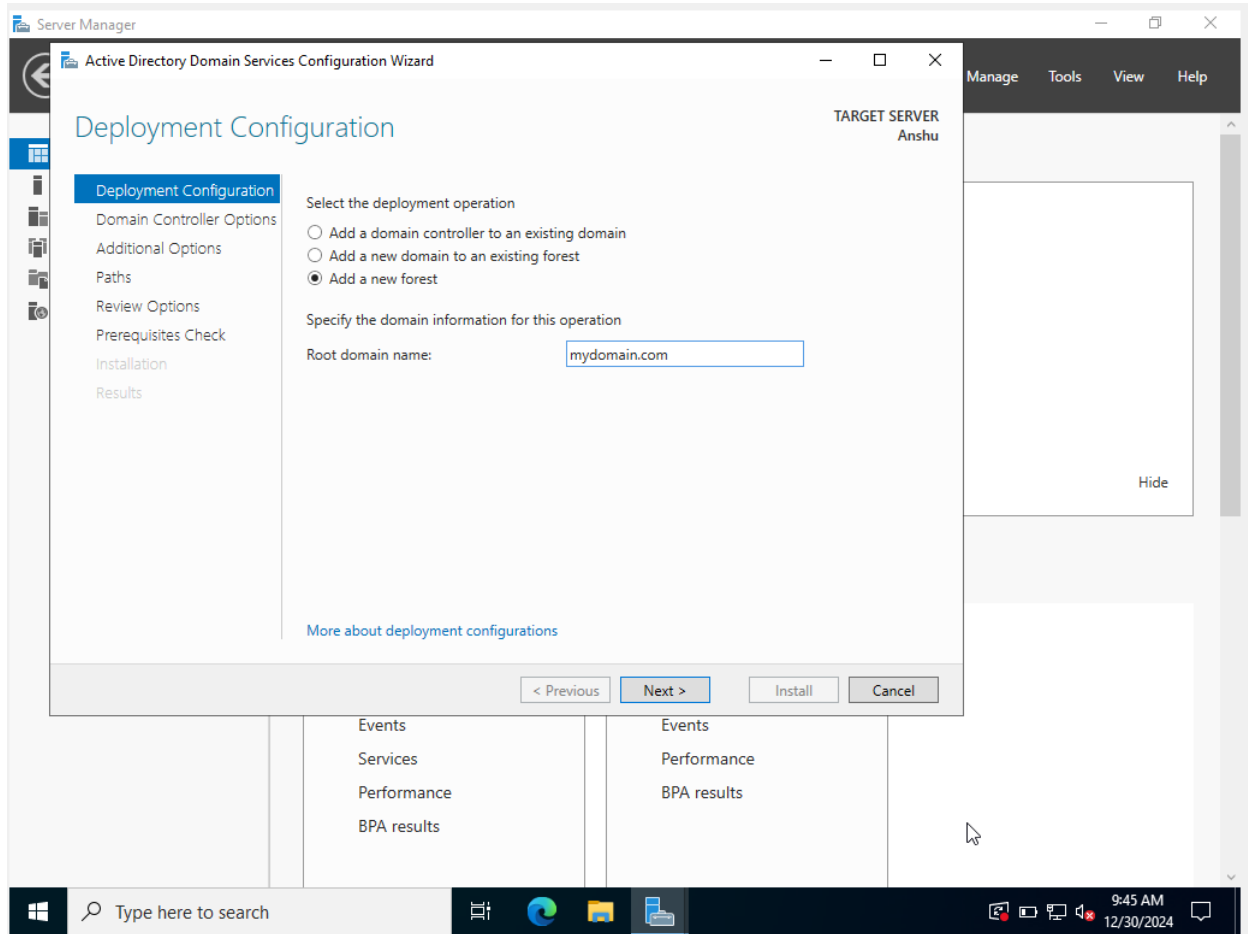 Server Manager
Active Directory Domain Services Configuration Wizard
Manage Tools View Help
Deployment Configuration
TARGET SERVER
Anshu
Deployment Configuration
Domain Controller Options
Additional Options
Paths
Review Options
Prerequisites Check
Installation
Results
Select the deployment operation
Add a domain controller to an existing domain
Add a new domain to an existing forest
Add a new forest
Specify the domain information for this operation
Root domain name: mydomain.com
More about deployment configurations
Hide
< Previous Next > Install Cancel
Events
Services
Performance
BPA results
Events
Performance
BPA results
Type here to search
9:45 AM
12/30/2024